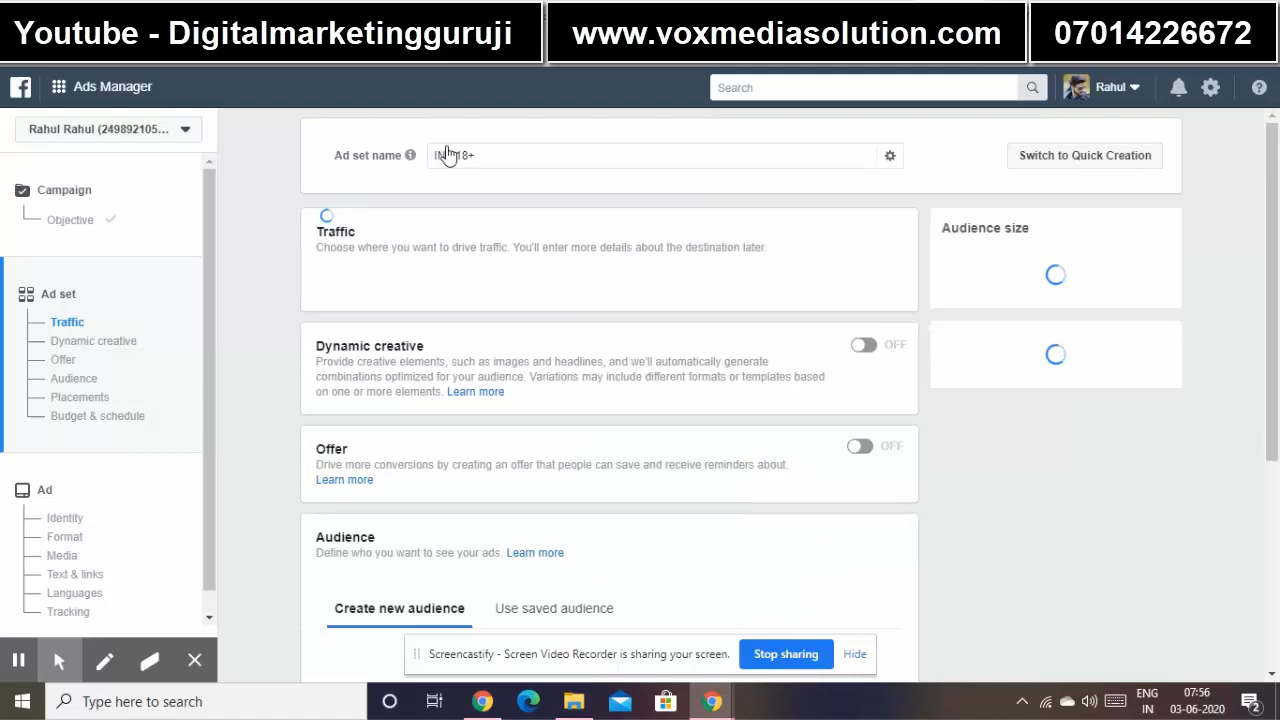 Youtube - Digitalmarketingguruji
www.voxmediasolution.com
07014226672
Ads Manager
Search
Rahul
Rahul Rahul (249892105...
Campaign
Objective
Ad set
Traffic
Dynamic creative
Offer
Audience
Placements
Budget & schedule
Ad
Identity
Format
Media
Text & links
Languages
Tracking
Ad set name
18+
Switch to Quick Creation
Traffic
Choose where you want to drive traffic. You'll enter more details about the destination later.
Audience size
Dynamic creative
OFF
Provide creative elements, such as images and headlines, and we'll automatically generate
combinations optimized for your audience. Variations may include different formats or templates based
on one or more elements. Learn more
Offer
OFF
Drive more conversions by creating an offer that people can save and receive reminders about.
Learn more
Audience
Define who you want to see your ads. Learn more
Create new audience
Use saved audience
Screencastify - Screen Video Recorder is sharing your screen.
Stop sharing
Hide
Type here to search
ENG
IN
07:56
03-06-2020
2